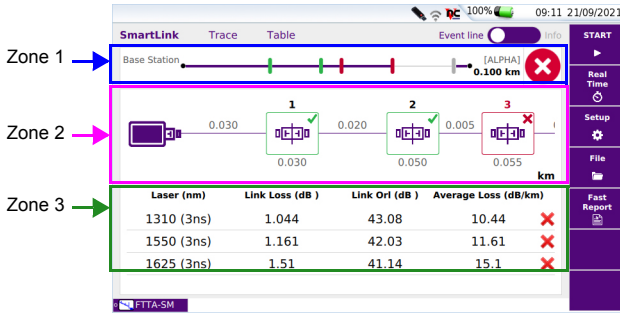 100%
09:11 21/09/2021
SmartLink Trace Table Event line Info
START
Zone 1
Base Station
[ALPHA]
0.100 km
Real
Time
Zone 2
1 2 3
0.030 0.020 0.005
0.030 0.050 0.055
km
Setup
File
Zone 3
Laser (nm) Link Loss (dB ) Link Orl (dB ) Average Loss (dB/km)
1310 (3ns) 1.044 43.08 10.44
1550 (3ns) 1.161 42.03 11.61
1625 (3ns) 1.51 41.14 15.1
Fast
Report
FTTA-SM